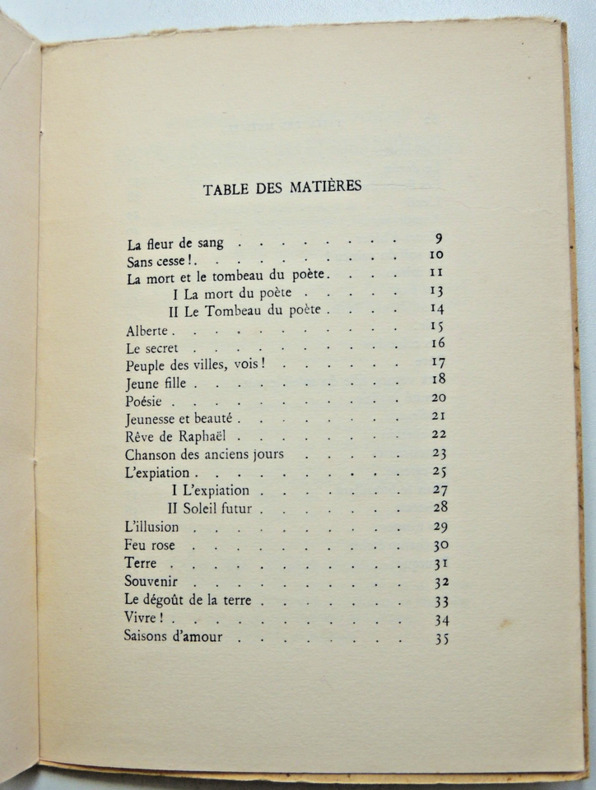 TABLE DES MATIÈRES
La fleur de sang . . . . . . . . 9
Sans cesse ! . . . . . . . . . 10
La mort et le tombeau du poète . . . . . 11
I La mort du poète . . . . . 13
II Le Tombeau du poète . . . . 14
Alberte . . . . . . . . . . 15
Le secret . . . . . . . . . 16
Peuple des villes, vois ! . . . . . . 17
Jeune fille . . . . . . . . . 18
Poésie . . . . . . . . . . 20
Jeunesse et beauté . . . . . . . 21
Rêve de Raphaël . . . . . . . 22
Chanson des anciens jours . . . . . 23
L'expiation . . . . . . . . . 25
I L'expiation . . . . . . 27
II Soleil futur . . . . . . 28
L'illusion . . . . . . . . . 29
Feu rose . . . . . . . . . 30
Terre . . . . . . . . . . 31
Souvenir . . . . . . . . . 32
Le dégoût de la terre . . . . . . 33
Vivre ! . . . . . . . . . . 34
Saisons d'amour . . . . . . . 35